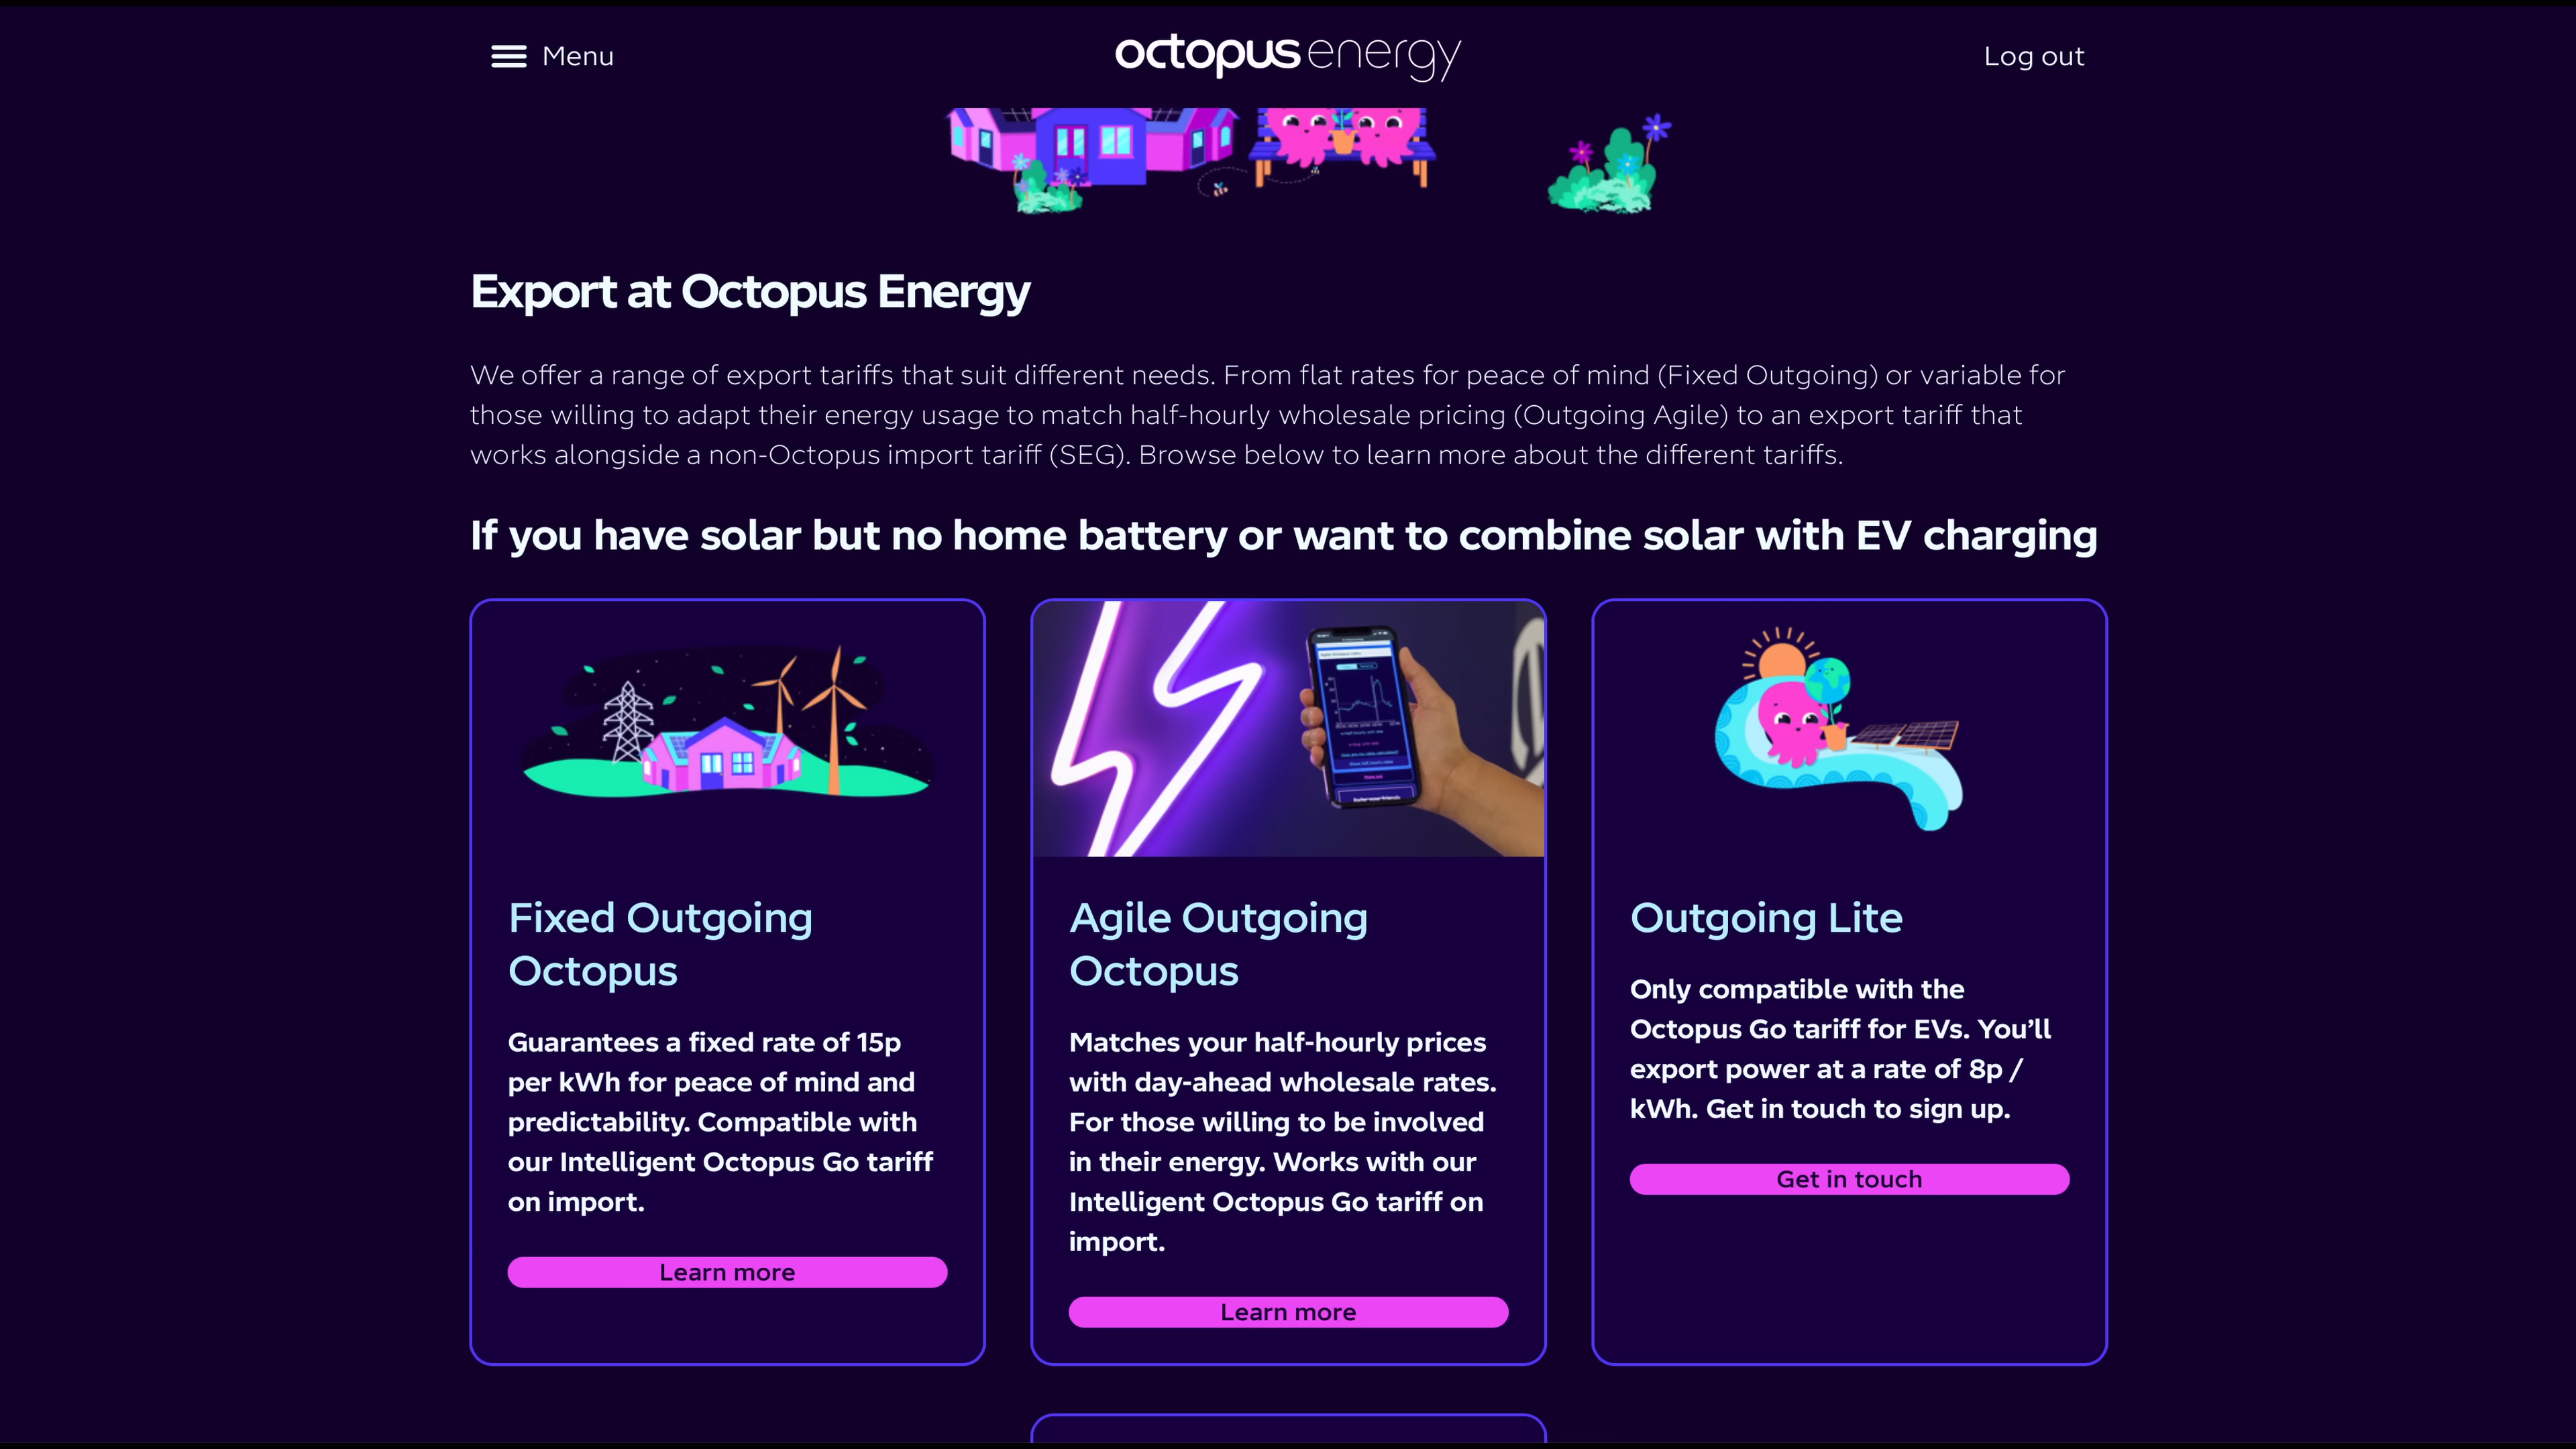 Menu
octopus energy
Log out
Export at Octopus Energy
We offer a range of export tariffs that suit different needs. From flat rates for peace of mind (Fixed Outgoing) or variable for
those willing to adapt their energy usage to match half-hourly wholesale pricing (Outgoing Agile) to an export tariff that
works alongside a non-Octopus import tariff (SEG). Browse below to learn more about the different tariffs.
If you have solar but no home battery or want to combine solar with EV charging
Fixed Outgoing
Octopus
Guarantees a fixed rate of 15p
per kWh for peace of mind and
predictability. Compatible with
our Intelligent Octopus Go tariff
on import.
Learn more
Agile Outgoing
Octopus
Matches your half-hourly prices
with day-ahead wholesale rates.
For those willing to be involved
in their energy. Works with our
Intelligent Octopus Go tariff on
import.
Learn more
Outgoing Lite
Only compatible with the
Octopus Go tariff for EVs. You’ll
export power at a rate of 8p /
kWh. Get in touch to sign up.
Get in touch